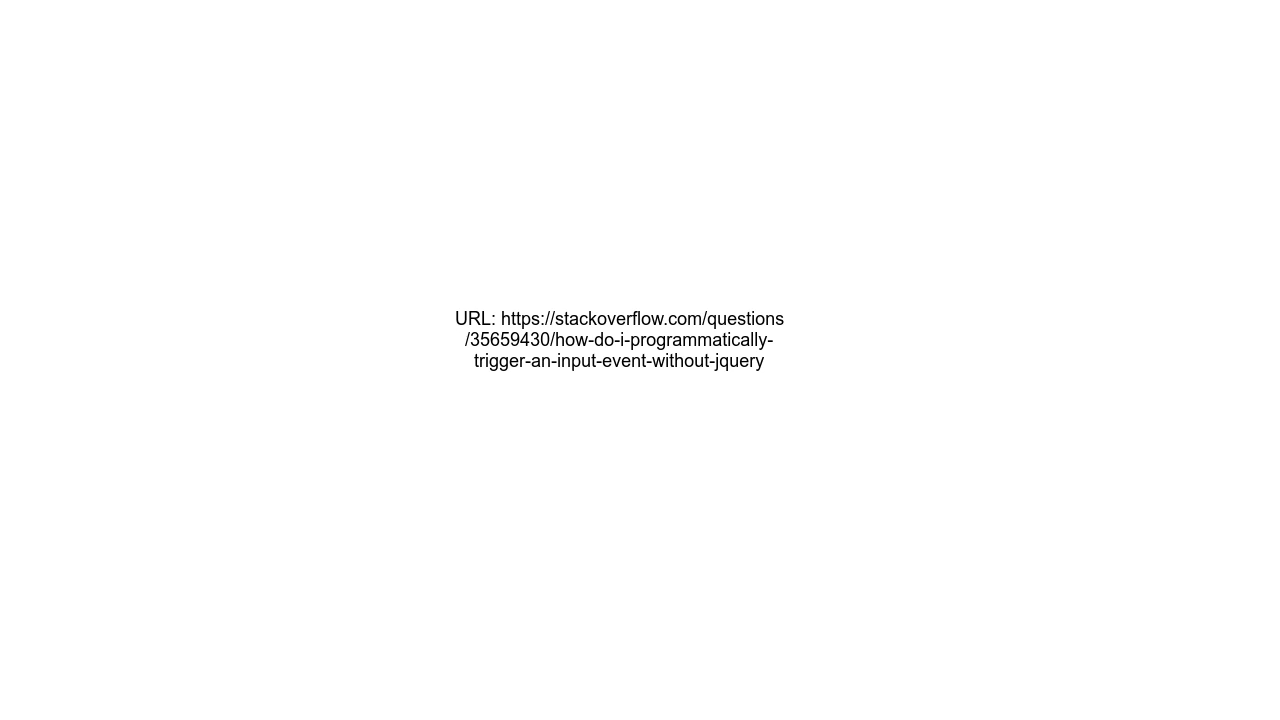 URL: https://stackoverflow.com/questions
/35659430/how-do-i-programmatically-
trigger-an-input-event-without-jquery